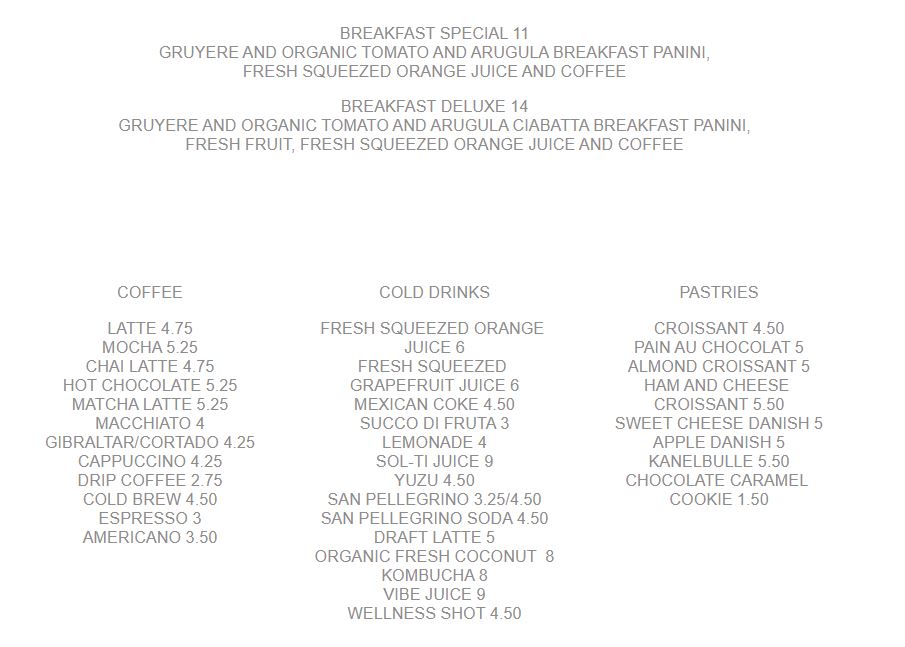 BREAKFAST SPECIAL 11
GRUYERE AND ORGANIC TOMATO AND ARUGULA BREAKFAST PANINI,
FRESH SQUEEZED ORANGE JUICE AND COFFEE
BREAKFAST DELUXE 14
GRUYERE AND ORGANIC TOMATO AND ARUGULA CIABATTA BREAKFAST PANINI,
FRESH FRUIT, FRESH SQUEEZED ORANGE JUICE AND COFFEE
COFFEE
LATTE 4.75
MOCHA 5.25
CHAI LATTE 4.75
HOT CHOCOLATE 5.25
MATCHA LATTE 5.25
MACCHIATO 4
GIBRALTAR/CORTADO 4.25
CAPPUCCINO 4.25
DRIP COFFEE 2.75
COLD BREW 4.50
ESPRESSO 3
AMERICANO 3.50
COLD DRINKS
FRESH SQUEEZED ORANGE
JUICE 6
FRESH SQUEEZED
GRAPEFRUIT JUICE 6
MEXICAN COKE 4.50
SUCCO DI FRUTA 3
LEMONADE 4
SOL-TI JUICE 9
YUZU 4.50
SAN PELLEGRINO 3.25/4.50
SAN PELLEGRINO SODA 4.50
DRAFT LATTE 5
ORGANIC FRESH COCONUT  8
KOMBUCHA 8
VIBE JUICE 9
WELLNESS SHOT 4.50
PASTRIES
CROISSANT 4.50
PAIN AU CHOCOLAT 5
ALMOND CROISSANT 5
HAM AND CHEESE
CROISSANT 5.50
SWEET CHEESE DANISH 5
APPLE DANISH 5
KANELBULLE 5.50
CHOCOLATE CARAMEL
COOKIE 1.50